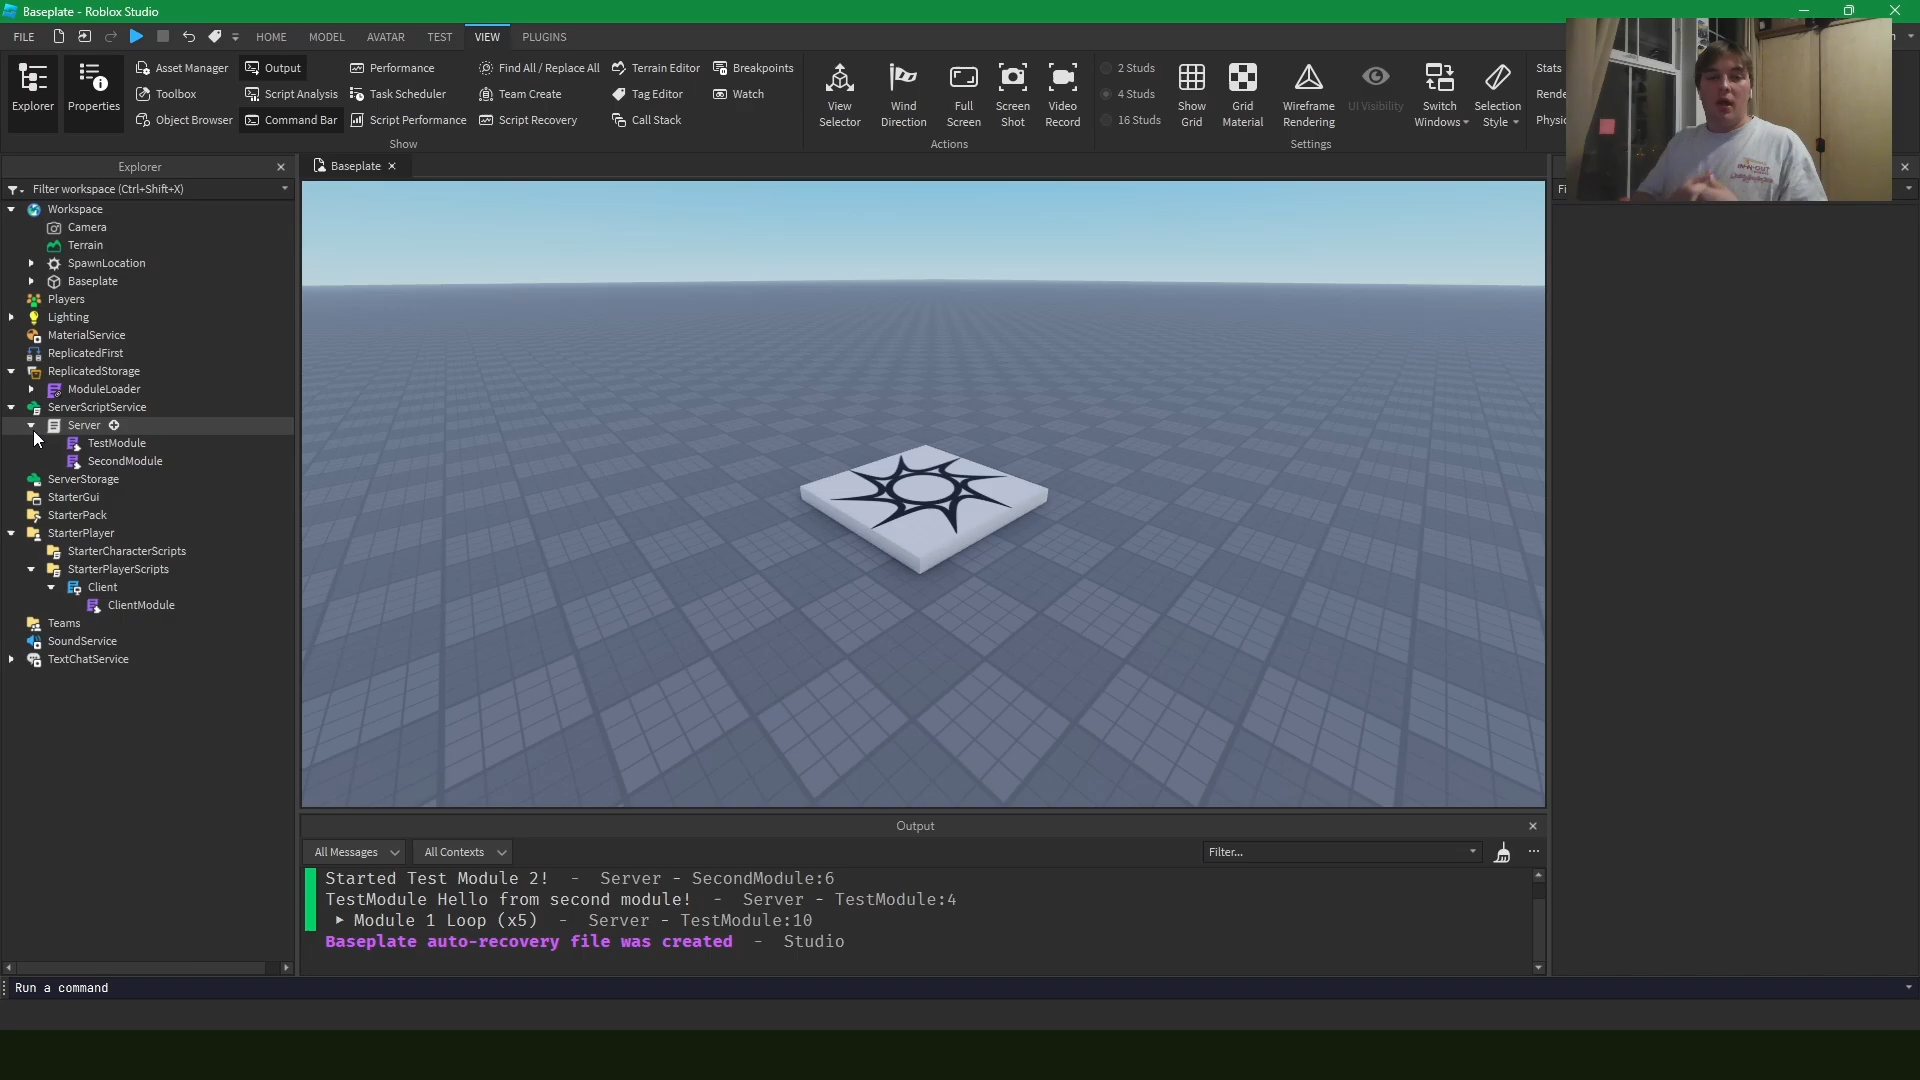 Baseplate - Roblox Studio
FILE HOME MODEL AVATAR TEST VIEW PLUGINS
Explorer
Properties
Asset Manager
Toolbox
Object Browser
Output
Script Analysis
Command Bar
Performance
Task Scheduler
Script Performance
Find All / Replace All
Team Create
Script Recovery
Terrain Editor
Tag Editor
Call Stack
Breakpoints
Watch
Show
View
Selector
Wind
Direction
Full
Screen
Screen
Shot
Video
Record
Actions
2 Studs
4 Studs
16 Studs
Show
Grid
Grid
Material
Wireframe
Rendering
UI Visibility
Switch
Windows
Selection
Style
Settings
Stats
Rende
Physic
IN-N-OUT
Explorer
Filter workspace (Ctrl+Shift+X)
Workspace
Camera
Terrain
SpawnLocation
Baseplate
Players
Lighting
MaterialService
ReplicatedFirst
ReplicatedStorage
ModuleLoader
ServerScriptService
Server
TestModule
SecondModule
ServerStorage
StarterGui
StarterPack
StarterPlayer
StarterCharacterScripts
StarterPlayerScripts
Client
ClientModule
Teams
SoundService
TextChatService
Baseplate
Fi
Output
All Messages All Contexts Filter...
Started Test Module 2! - Server - SecondModule:6
TestModule Hello from second module! - Server - TestModule:4
Module 1 Loop (x5) - Server - TestModule:10
Baseplate auto-recovery file was created - Studio
Run a command